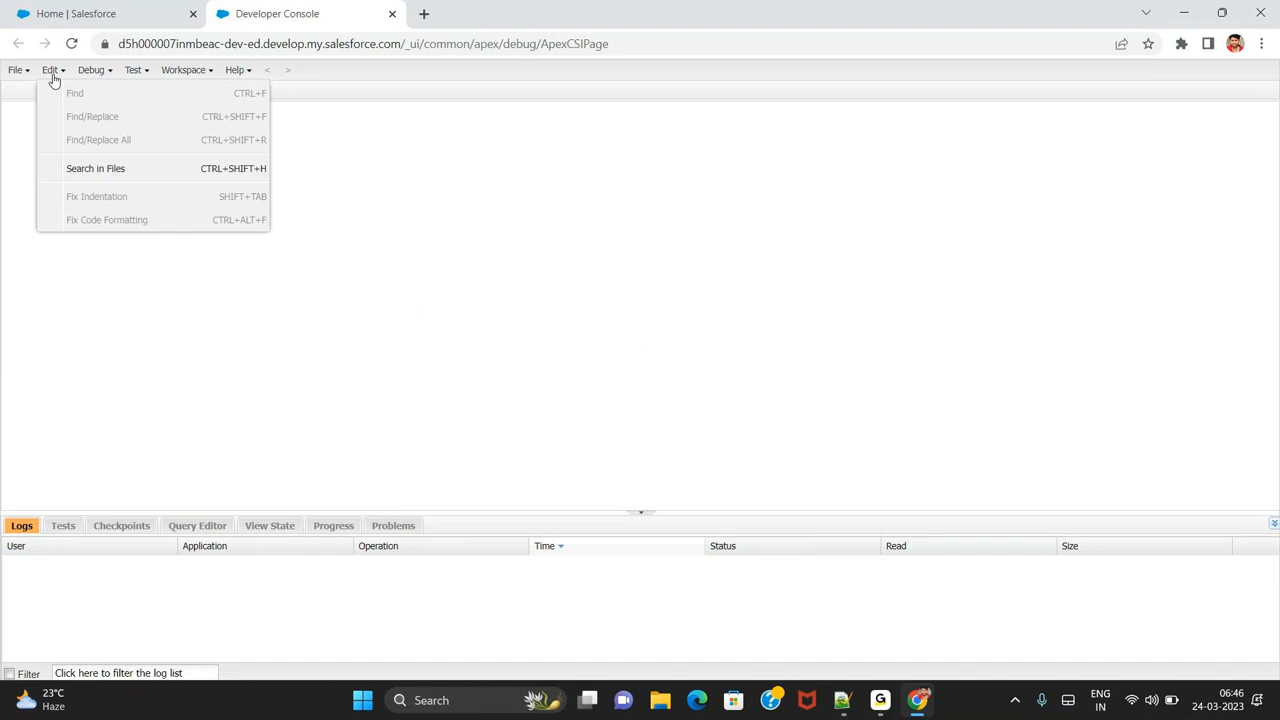 Home | Salesforce
Developer Console
d5h000007inmbeac-dev-ed.develop.my.salesforce.com/_ui/common/apex/debug/ApexCSIPage
File Edit Debug Test Workspace Help < >
Find CTRL+F
Find/Replace CTRL+SHIFT+F
Find/Replace All CTRL+SHIFT+R
Search in Files CTRL+SHIFT+H
Fix Indentation SHIFT+TAB
Fix Code Formatting CTRL+ALT+F
Logs Tests Checkpoints Query Editor View State Progress Problems
User Application Operation Time Status Read Size
Filter Click here to filter the log list
23°C
Haze
Search
ENG
IN
06:46
24-03-2023